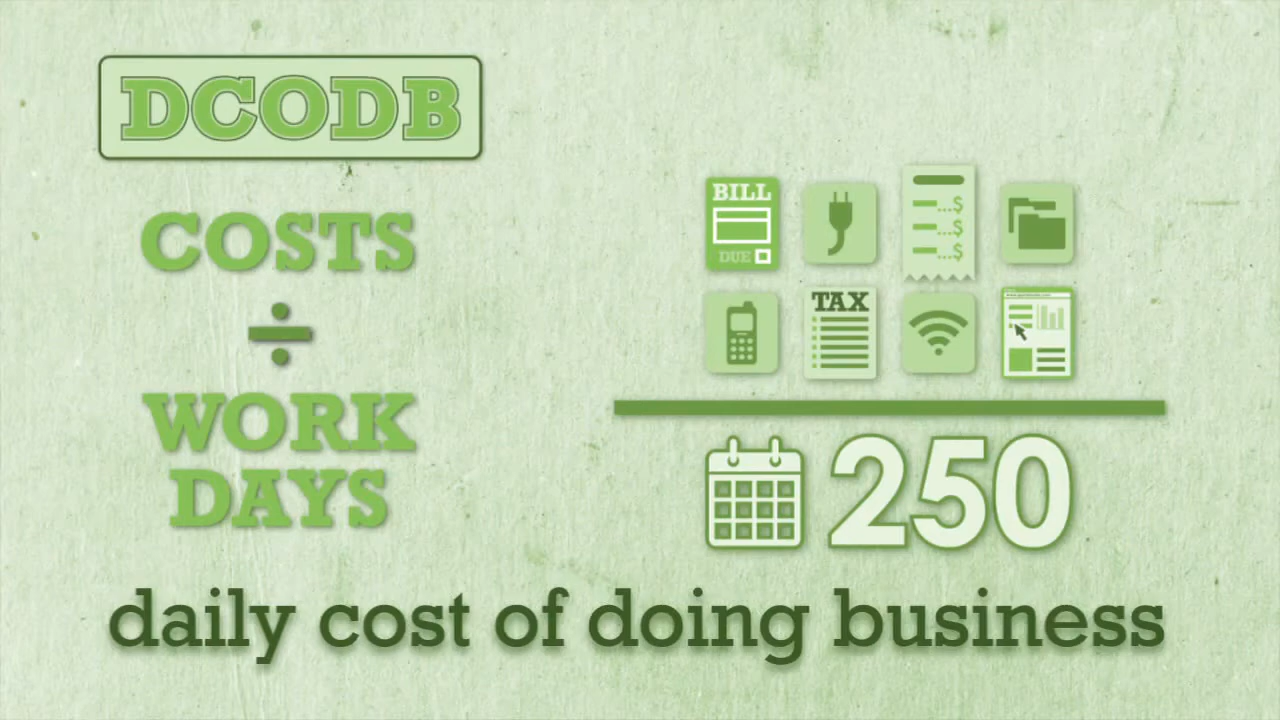 DCODB
COSTS
÷
WORK
DAYS
BILL
DUE
...$
...$
...$
TAX
250
daily cost of doing business